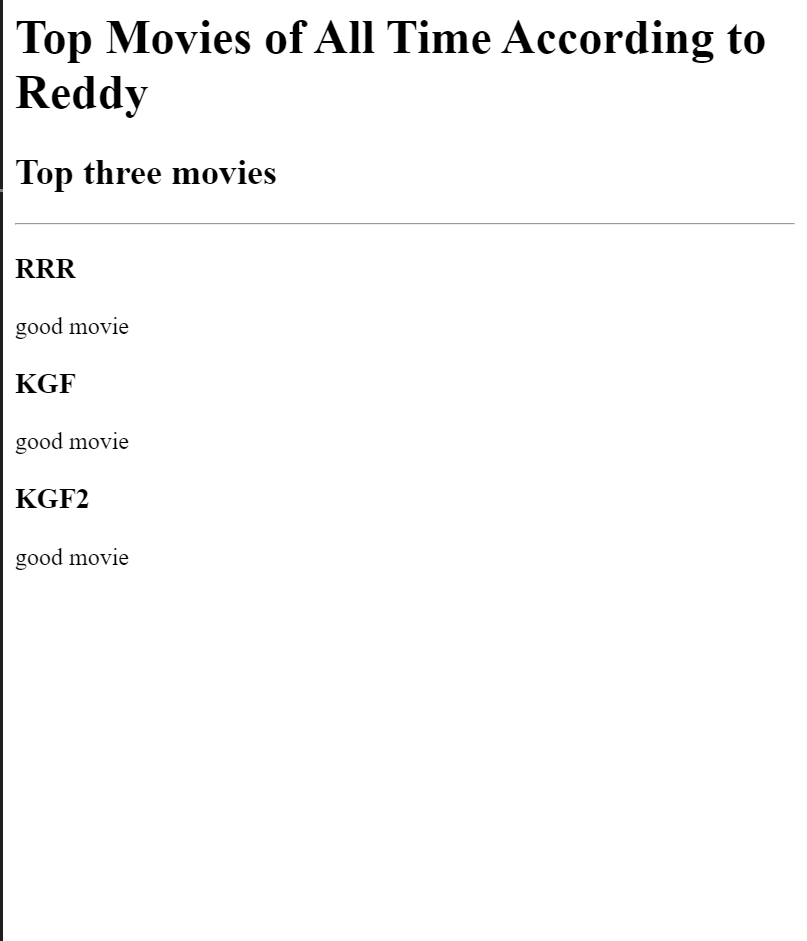 Top Movies of All Time According to
Reddy
Top three movies
RRR
good movie
KGF
good movie
KGF2
good movie